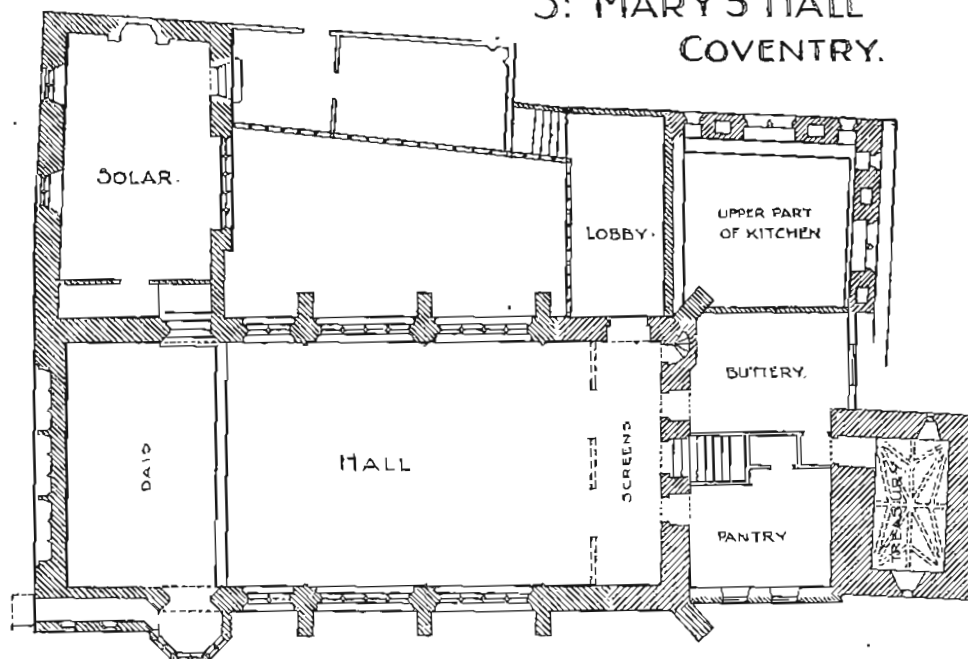 S: MARY'S HALL
COVENTRY.
SOLAR.
LOBBY.
UPPER PART
OF KITCHEN
BUTTERY.
DAIS
HALL
SCREENS
PANTRY
TREASURY